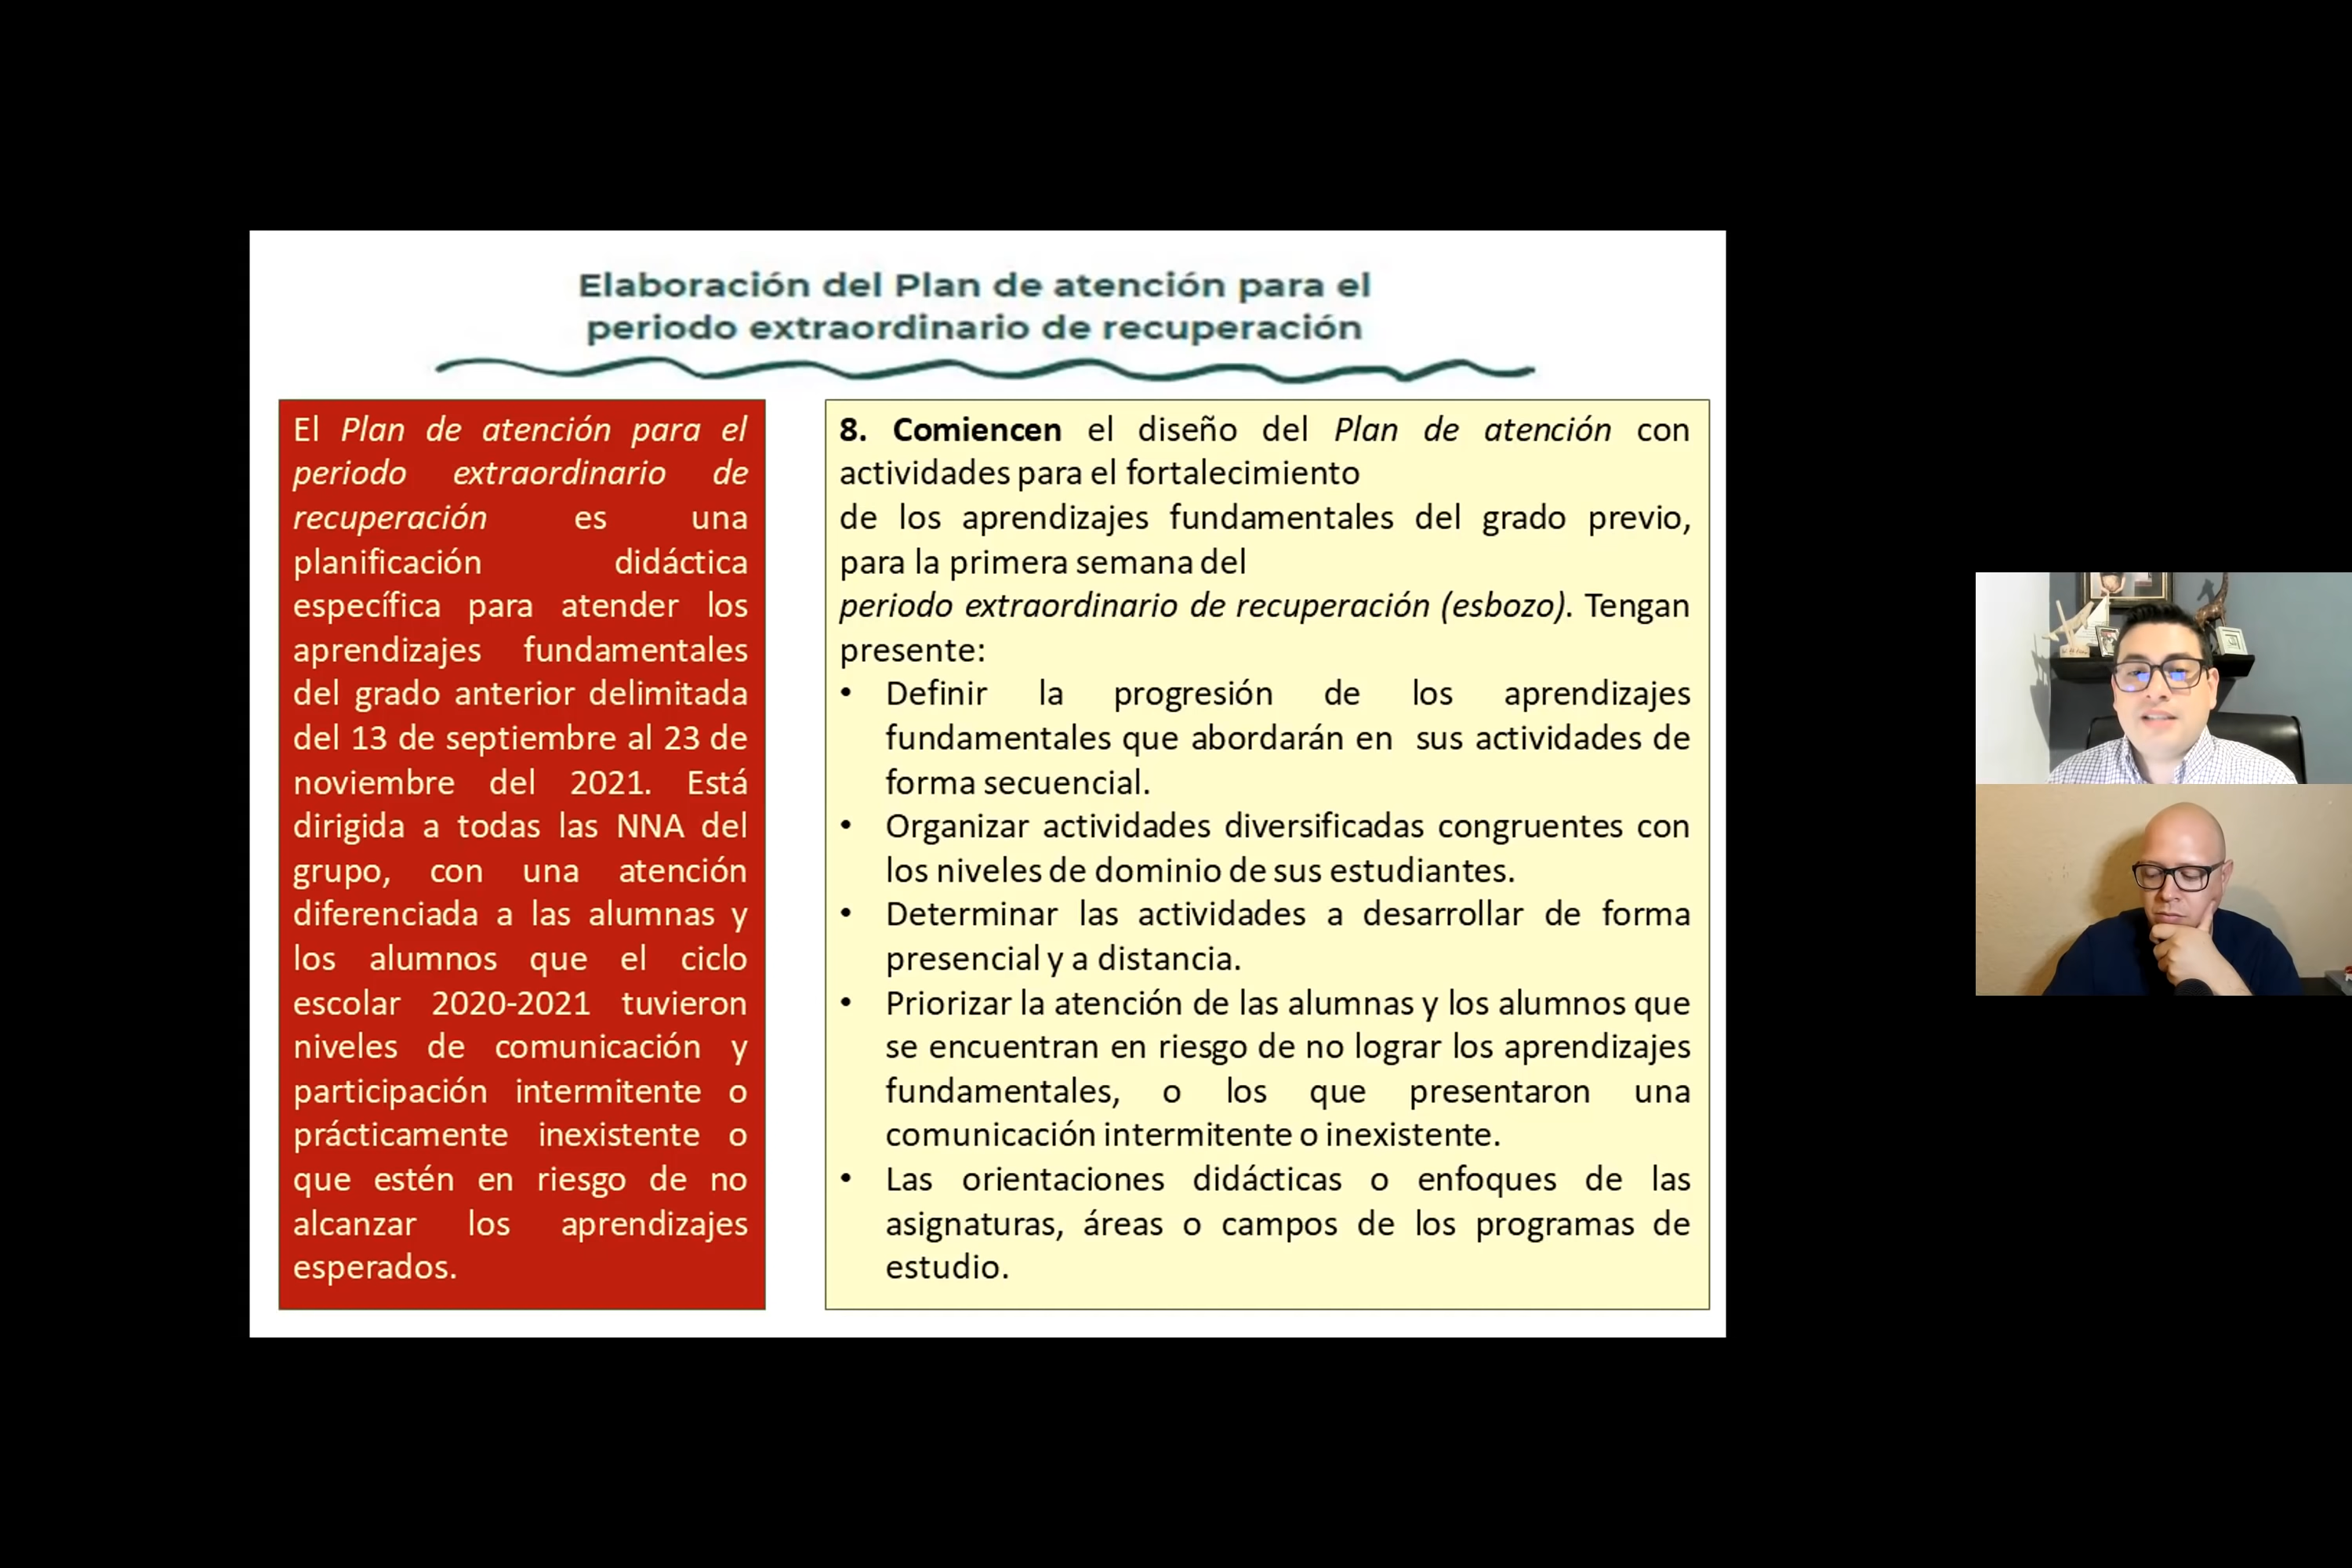 Elaboración del Plan de atención para el
periodo extraordinario de recuperación
El Plan de atención para el
periodo extraordinario de
recuperación es una
planificación didáctica
específica para atender los
aprendizajes fundamentales
del grado anterior delimitada
del 13 de septiembre al 23 de
noviembre del 2021. Está
dirigida a todas las NNA del
grupo, con una atención
diferenciada a las alumnas y
los alumnos que el ciclo
escolar 2020-2021 tuvieron
niveles de comunicación y
participación intermitente o
prácticamente inexistente o
que estén en riesgo de no
alcanzar los aprendizajes
esperados.
8. Comiencen el diseño del Plan de atención con
actividades para el fortalecimiento
de los aprendizajes fundamentales del grado previo,
para la primera semana del
periodo extraordinario de recuperación (esbozo). Tengan
presente:
• Definir la progresión de los aprendizajes
fundamentales que abordarán en sus actividades de
forma secuencial.
• Organizar actividades diversificadas congruentes con
los niveles de dominio de sus estudiantes.
• Determinar las actividades a desarrollar de forma
presencial y a distancia.
• Priorizar la atención de las alumnas y los alumnos que
se encuentran en riesgo de no lograr los aprendizajes
fundamentales, o los que presentaron una
comunicación intermitente o inexistente.
• Las orientaciones didácticas o enfoques de las
asignaturas, áreas o campos de los programas de
estudio.